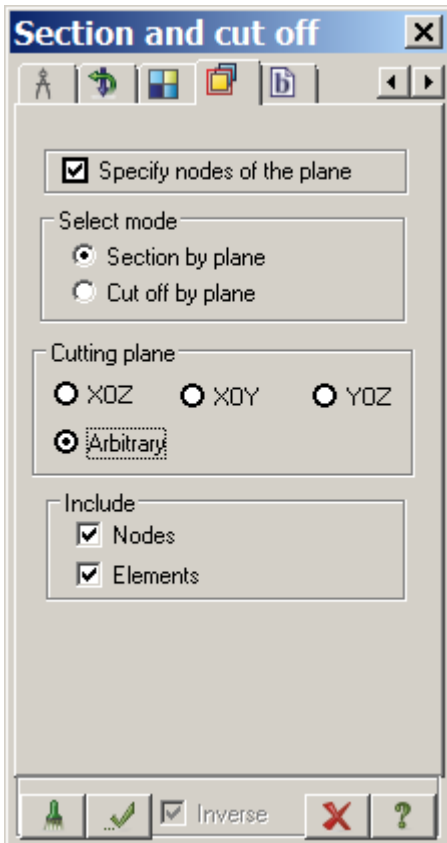 Section and cut off
Specify nodes of the plane
Select mode
Section by plane
Cut off by plane
Cutting plane
XOZ XOY YOZ
Arbitrary
Include
Nodes
Elements
Inverse